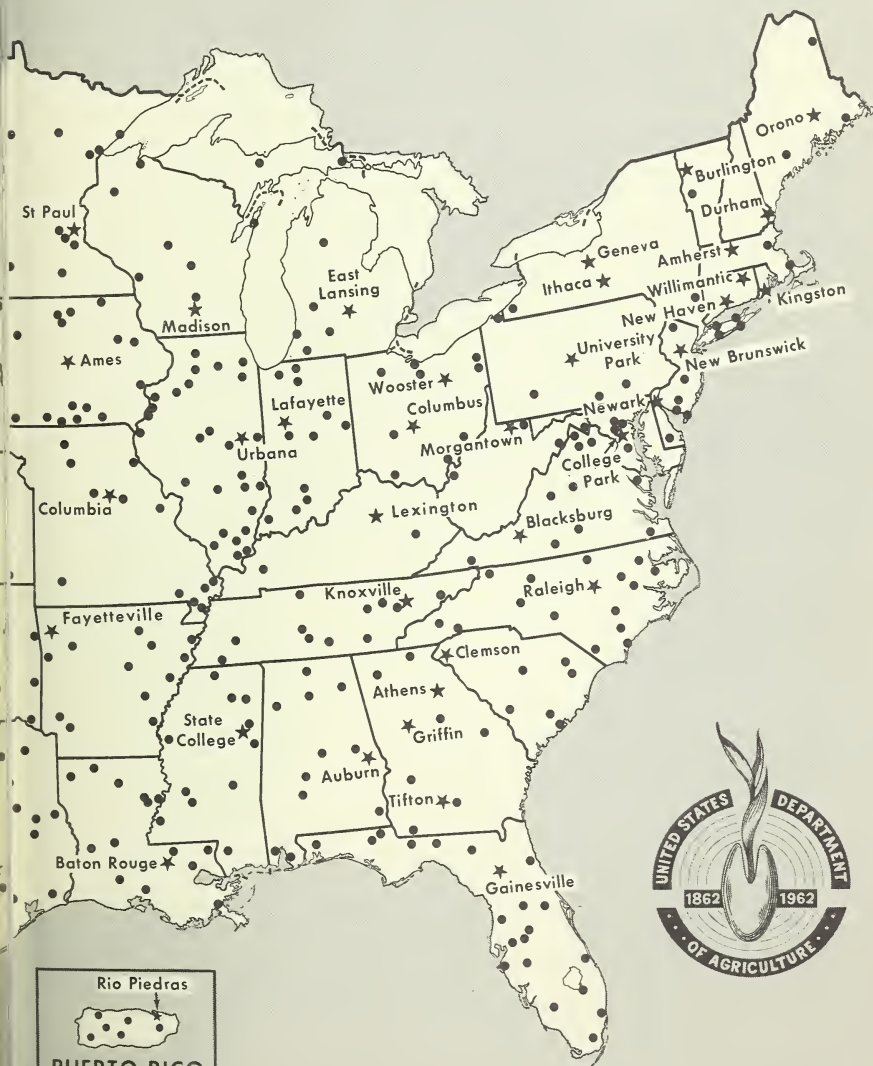 Orono
Burlington
Durham
St Paul
Geneva
Amherst
Ithaca
Willimantic
East
Lansing
New Haven
Kingston
Madison
University
Park
New Brunswick
Ames
Wooster
Lafayette
Columbus
Newark
Morgantown
Urbana
College
Park
Columbia
Lexington
Blacksburg
Knoxville
Raleigh
Fayetteville
Clemson
Athens
State
College
Griffin
Auburn
Tifton
Baton Rouge
Gainesville
UNITED STATES DEPARTMENT
1862 1962
OF AGRICULTURE
Rio Piedras
PUERTO RICO